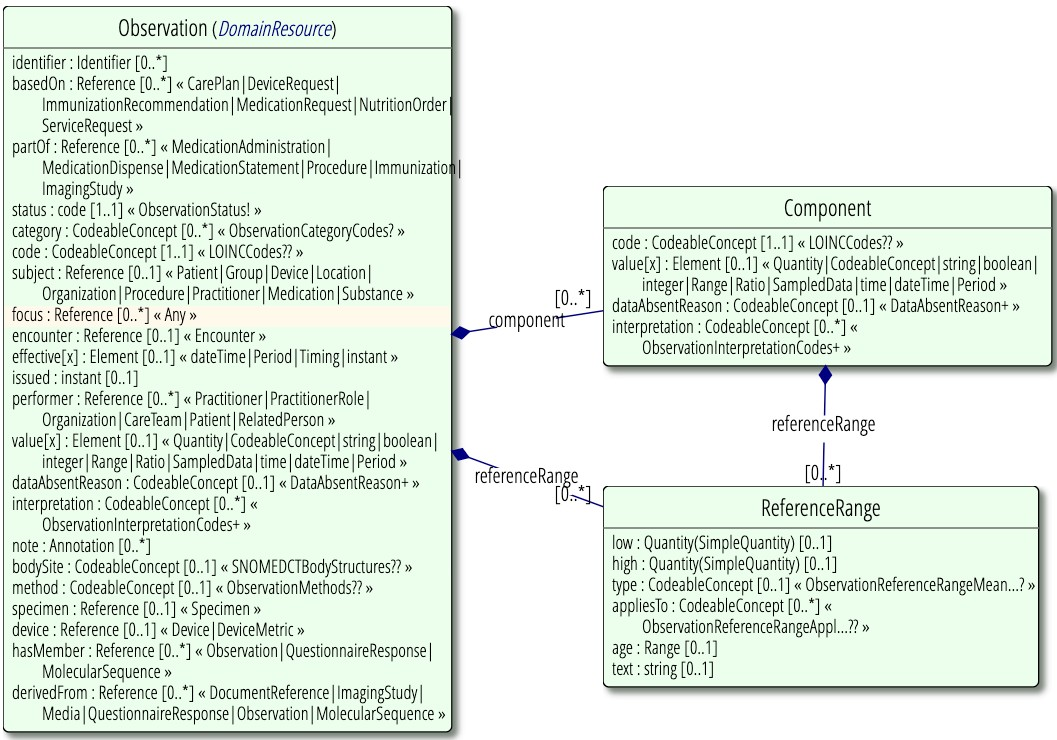 Observation (DomainResource)
identifier : Identifier [0..*]
basedOn : Reference [0..*] « CarePlan|DeviceRequest|
ImmunizationRecommendation|MedicationRequest|NutritionOrder|
ServiceRequest »
partOf : Reference [0..*] « MedicationAdministration|
MedicationDispense|MedicationStatement|Procedure|Immunization|
ImagingStudy »
status : code [1..1] « ObservationStatus! »
category : CodeableConcept [0..*] « ObservationCategoryCodes? »
code : CodeableConcept [1..1] « LOINCCodes?? »
subject : Reference [0..1] « Patient|Group|Device|Location|
Organization|Procedure|Practitioner|Medication|Substance »
focus : Reference [0..*] « Any »
encounter : Reference [0..1] « Encounter »
effective[x] : Element [0..1] « dateTime|Period|Timing|instant »
issued : instant [0..1]
performer : Reference [0..*] « Practitioner|PractitionerRole|
Organization|CareTeam|Patient|RelatedPerson »
value[x] : Element [0..1] « Quantity|CodeableConcept|string|boolean|
integer|Range|Ratio|SampledData|time|dateTime|Period »
dataAbsentReason : CodeableConcept [0..1] « DataAbsentReason+ »
interpretation : CodeableConcept [0..*] «
ObservationInterpretationCodes+ »
note : Annotation [0..*]
bodySite : CodeableConcept [0..1] « SNOMEDCTBodyStructures?? »
method : CodeableConcept [0..1] « ObservationMethods?? »
specimen : Reference [0..1] « Specimen »
device : Reference [0..1] « Device|DeviceMetric »
hasMember : Reference [0..*] « Observation|QuestionnaireResponse|
MolecularSequence »
derivedFrom : Reference [0..*] « DocumentReference|ImagingStudy|
Media|QuestionnaireResponse|Observation|MolecularSequence »
[0..*]
component
referenceRange
[0..*]
Component
code : CodeableConcept [1..1] « LOINCCodes?? »
value[x] : Element [0..1] « Quantity|CodeableConcept|string|boolean|
integer|Range|Ratio|SampledData|time|dateTime|Period »
dataAbsentReason : CodeableConcept [0..1] « DataAbsentReason+ »
interpretation : CodeableConcept [0..*] «
ObservationInterpretationCodes+ »
referenceRange
[0..*]
ReferenceRange
low : Quantity(SimpleQuantity) [0..1]
high : Quantity(SimpleQuantity) [0..1]
type : CodeableConcept [0..1] « ObservationReferenceRangeMean...? »
appliesTo : CodeableConcept [0..*] «
ObservationReferenceRangeAppl...?? »
age : Range [0..1]
text : string [0..1]